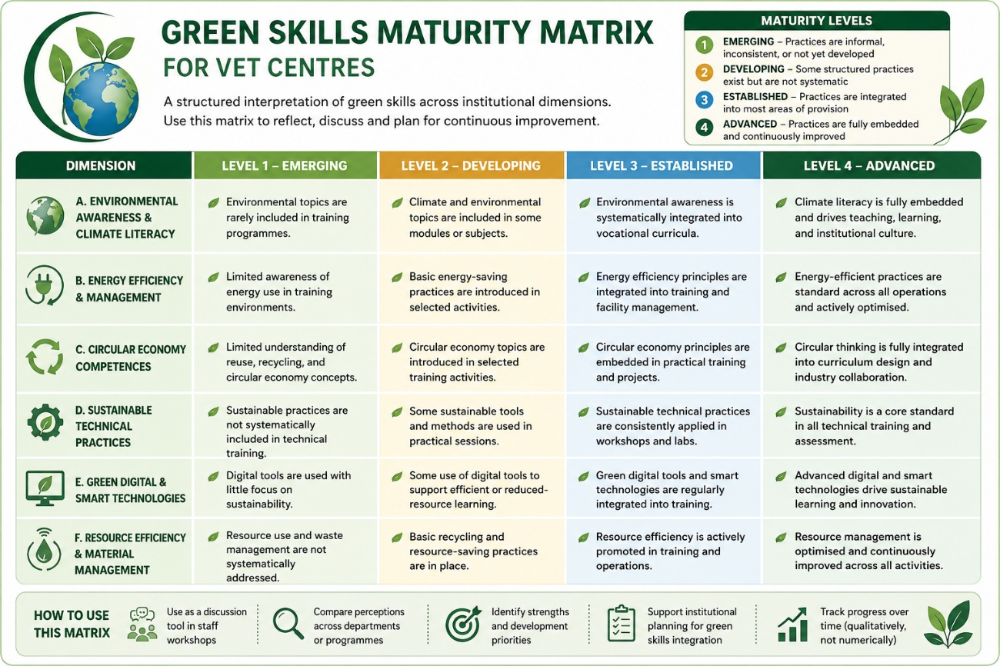 GREEN SKILLS MATURITY MATRIX
FOR VET CENTRES
A structured interpretation of green skills across institutional dimensions.
Use this matrix to reflect, discuss and plan for continuous improvement.
MATURITY LEVELS
1 EMERGING – Practices are informal,
inconsistent, or not yet developed
2 DEVELOPING – Some structured practices
exist but are not systematic
3 ESTABLISHED – Practices are integrated
into most areas of provision
4 ADVANCED – Practices are fully embedded
and continuously improved
DIMENSION
LEVEL 1 – EMERGING
LEVEL 2 – DEVELOPING
LEVEL 3 – ESTABLISHED
LEVEL 4 – ADVANCED
A. ENVIRONMENTAL
AWARENESS &
CLIMATE LITERACY
Environmental topics are
rarely included in training
programmes.
Climate and environmental
topics are included in some
modules or subjects.
Environmental awareness is
systematically integrated into
vocational curricula.
Climate literacy is fully embedded
and drives teaching, learning,
and institutional culture.
B. ENERGY EFFICIENCY
& MANAGEMENT
Limited awareness of
energy use in training
environments.
Basic energy-saving
practices are introduced in
selected activities.
Energy efficiency principles are
integrated into training and
facility management.
Energy-efficient practices are
standard across all operations
and actively optimised.
C. CIRCULAR ECONOMY
COMPETENCES
Limited understanding of
reuse, recycling, and
circular economy concepts.
Circular economy topics are
introduced in selected
training activities.
Circular economy principles are
embedded in practical training
and projects.
Circular thinking is fully integrated
into curriculum design and
industry collaboration.
D. SUSTAINABLE
TECHNICAL
PRACTICES
Sustainable practices are
not systematically
included in technical
training.
Some sustainable tools
and methods are used in
practical sessions.
Sustainable technical practices
are consistently applied in
workshops and labs.
Sustainability is a core standard
in all technical training and
assessment.
E. GREEN DIGITAL &
SMART TECHNOLOGIES
Digital tools are used with
little focus on
sustainability.
Some use of digital tools to
support efficient or reduced-
resource learning.
Green digital tools and smart
technologies are regularly
integrated into training.
Advanced digital and smart
technologies drive sustainable
learning and innovation.
F. RESOURCE EFFICIENCY
& MATERIAL
MANAGEMENT
Resource use and waste
management are not
systematically
addressed.
Basic recycling and
resource-saving practices
are in place.
Resource efficiency is actively
promoted in training and
operations.
Resource management is
optimised and continuously
improved across all activities.
HOW TO USE
THIS MATRIX
Use as a discussion
tool in staff
workshops
Compare perceptions
across departments
or programmes
Identify strengths
and development
priorities
Support institutional
planning for green
skills integration
Track progress over
time (qualitatively,
not numerically)